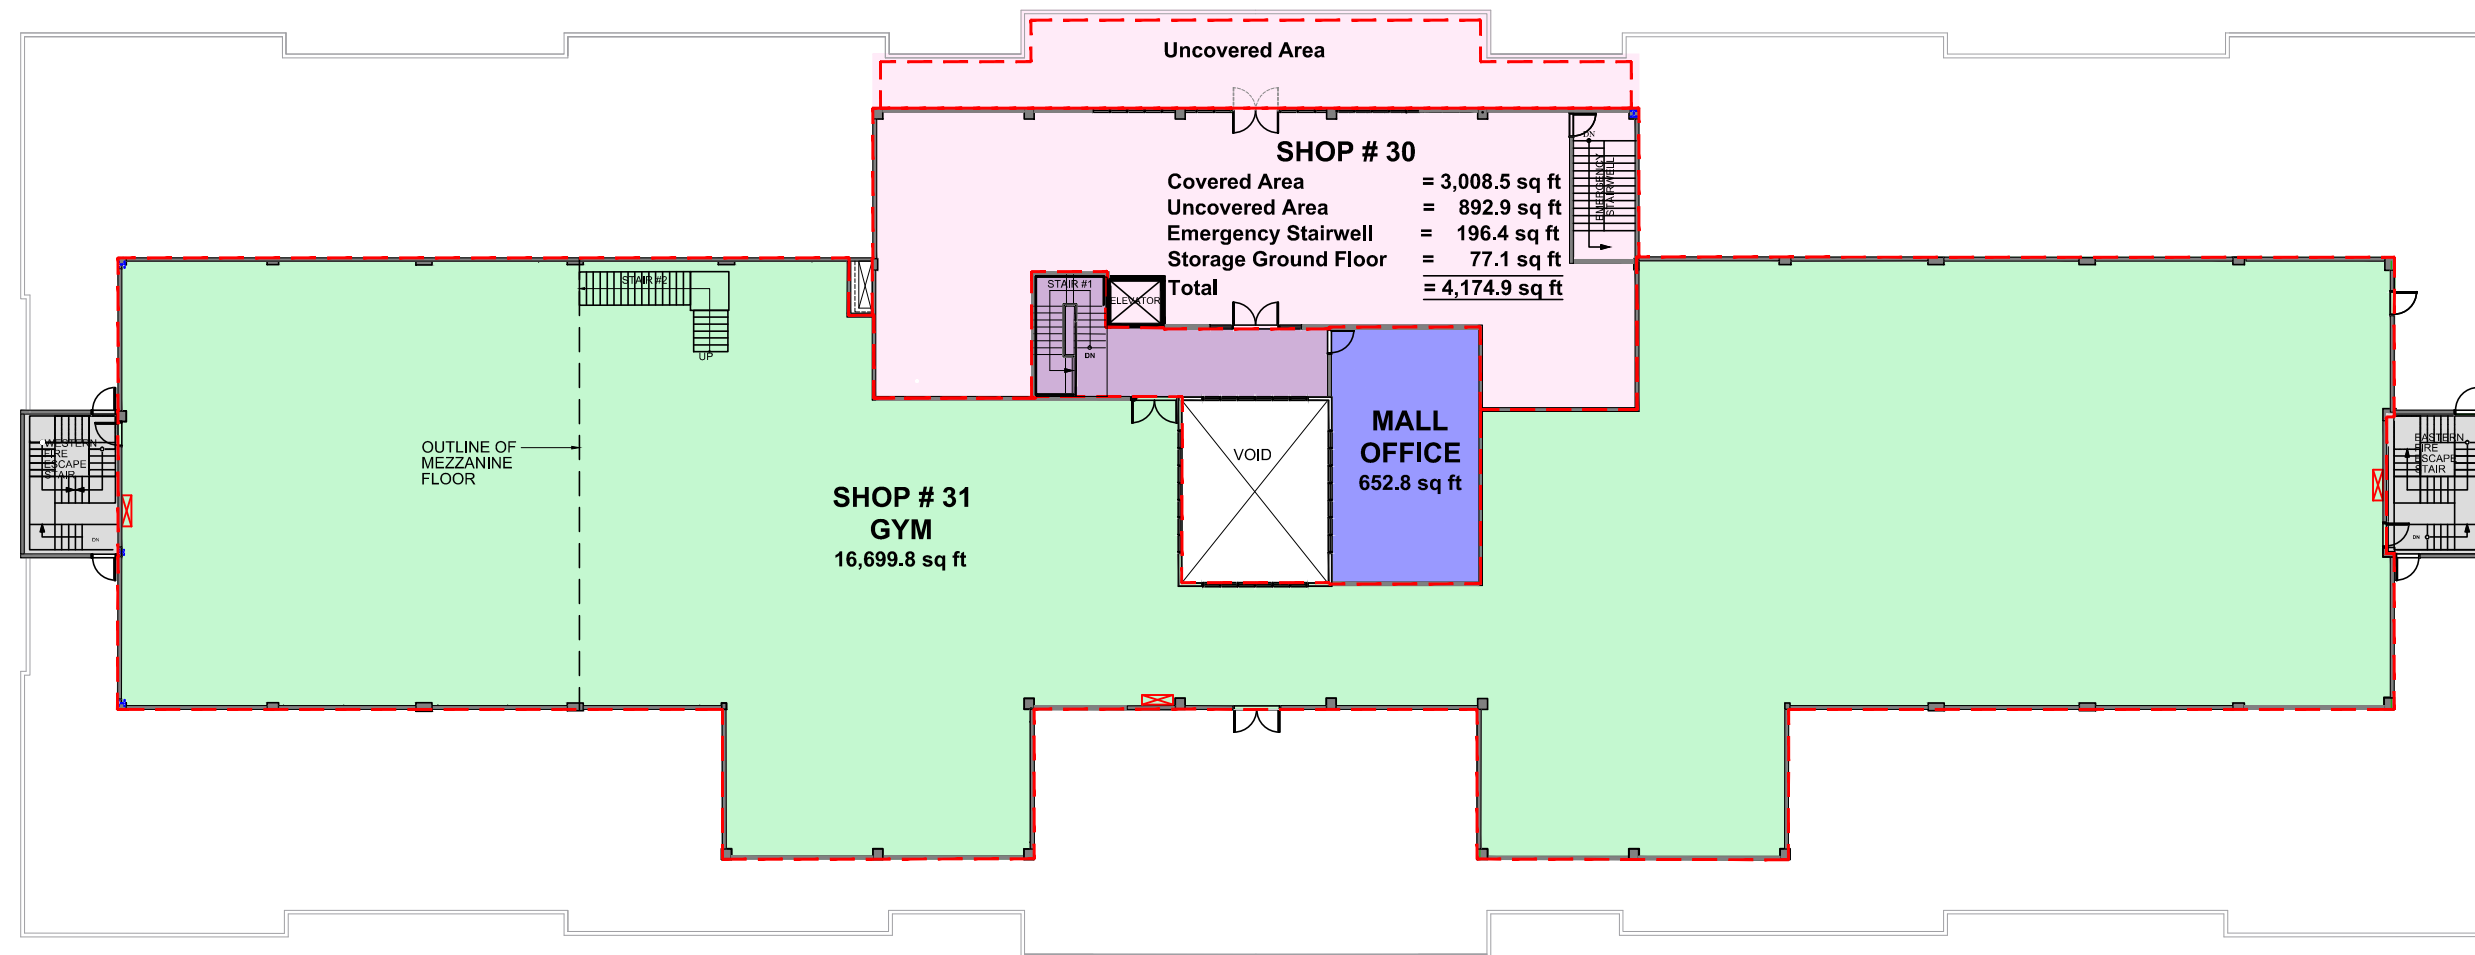 Uncovered Area
SHOP # 30
Covered Area = 3,008.5 sq ft
Uncovered Area = 892.9 sq ft
Emergency Stairwell = 196.4 sq ft
Storage Ground Floor = 77.1 sq ft
Total = 4,174.9 sq ft
DN
EMERGENCY
STAIRWELL
STAIR #2
UP
STAIR #1
DN
ELEVATOR
MALL
OFFICE
652.8 sq ft
VOID
OUTLINE OF
MEZZANINE
FLOOR
SHOP # 31
GYM
16,699.8 sq ft
WESTERN
FIRE
ESCAPE
STAIR
DN
EASTERN
FIRE
ESCAPE
STAIR
DN